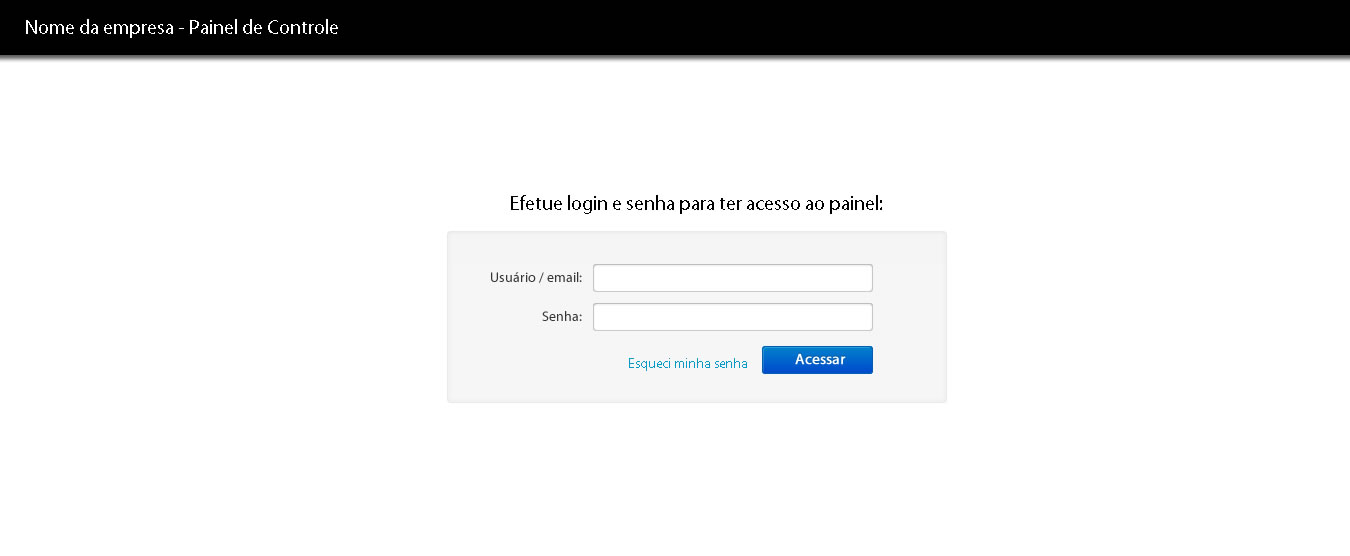 Nome da empresa - Painel de Controle
Efetue login e senha para ter acesso ao painel:
Usuário / email:
Senha:
Esqueci minha senha Acessar